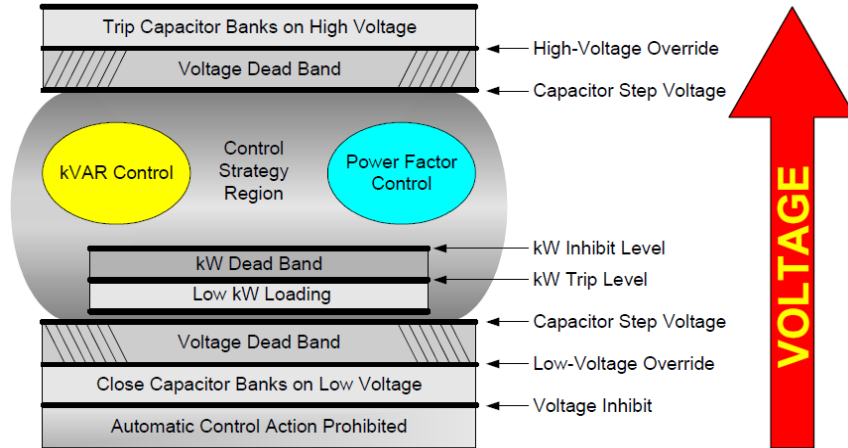 Trip Capacitor Banks on High Voltage
High-Voltage Override
Voltage Dead Band
Capacitor Step Voltage
kVAR Control
Control
Strategy
Region
Power Factor
Control
kW Inhibit Level
kW Dead Band
kW Trip Level
Low kW Loading
Capacitor Step Voltage
Voltage Dead Band
Low-Voltage Override
Close Capacitor Banks on Low Voltage
Voltage Inhibit
Automatic Control Action Prohibited
VOLTAGE